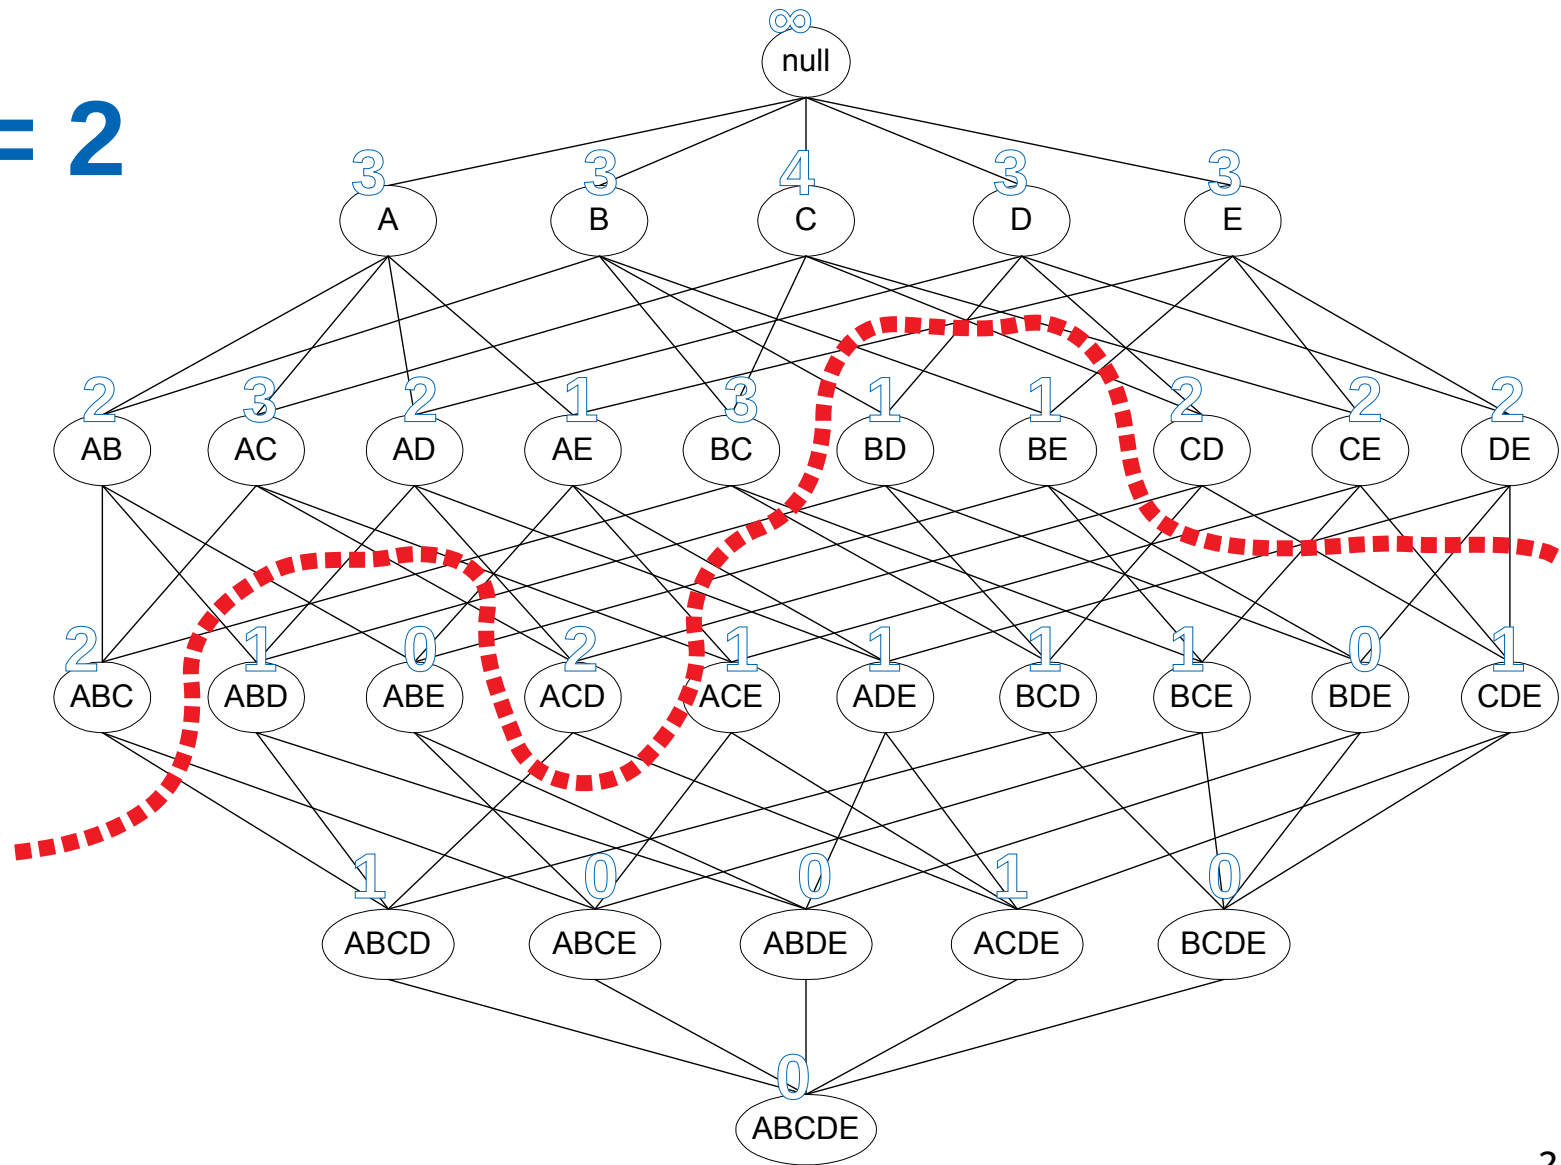 ∞
null
= 2
3 3 4 3 3
A B C D E
2 3 2 1 3 1 1 2 2 2
AB AC AD AE BC BD BE CD CE DE
2 1 0 2 1 1 1 1 0 1
ABC ABD ABE ACD ACE ADE BCD BCE BDE CDE
1 0 0 1 0
ABCD ABCE ABDE ACDE BCDE
0
ABCDE
2